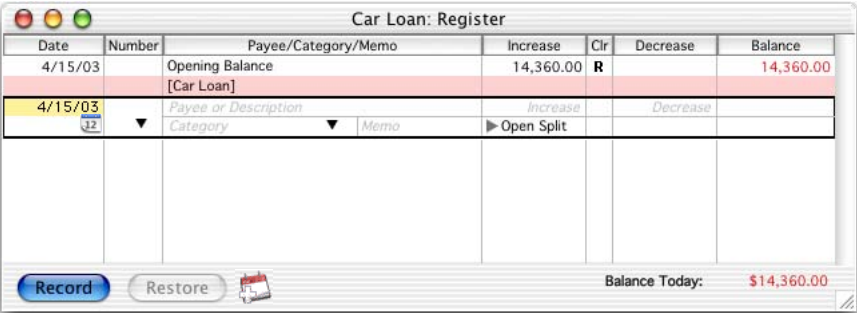 Car Loan: Register
Date Number Payee/Category/Memo Increase Clr Decrease Balance
4/15/03 Opening Balance 14,360.00 R 14,360.00
[Car Loan]
4/15/03 Payee or Description Increase Decrease
12 Category Memo Open Split
Record Restore Balance Today: $14,360.00